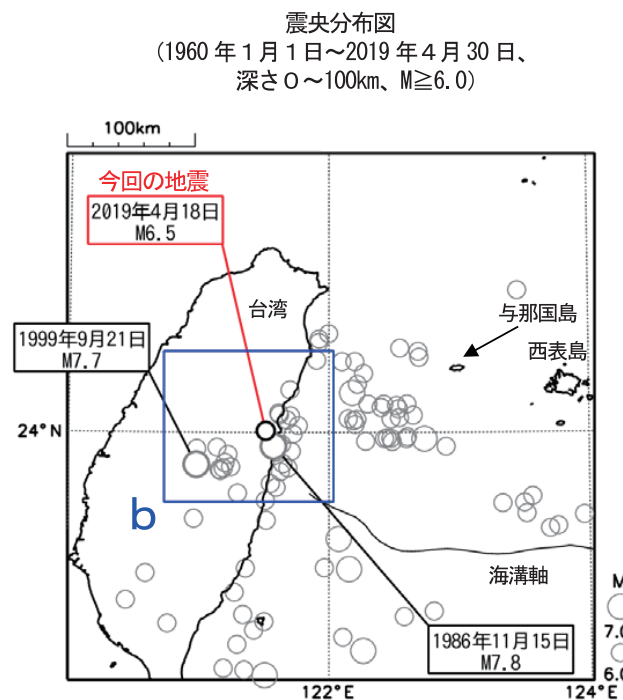 震央分布図
(1960年1月1日～2019年4月30日、
深さ０～100km、M≧6.0)
100km
今回の地震
2019年4月18日
M6.5
台湾
与那国島
1999年9月21日
M7.7
西表島
24°N
b
海溝軸
M
1986年11月15日
M7.8
7.0
6.0
122°E
124°E